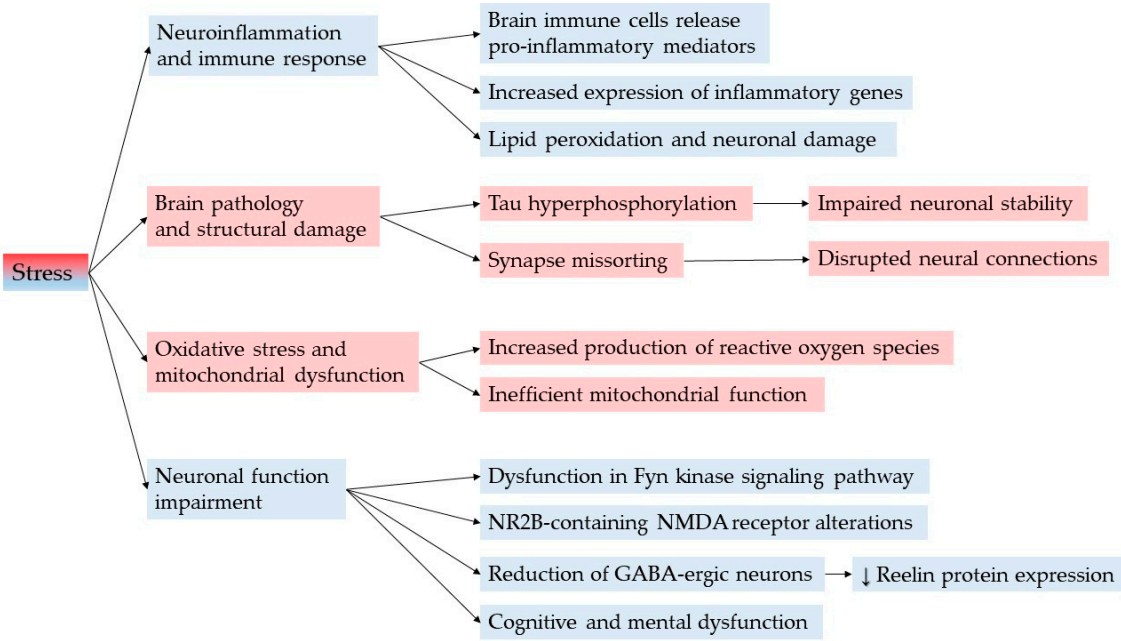 Stress
Neuroinflammation
and immune response
Brain immune cells release
pro-inflammatory mediators
Increased expression of inflammatory genes
Lipid peroxidation and neuronal damage
Brain pathology
and structural damage
Tau hyperphosphorylation
Impaired neuronal stability
Synapse missorting
Disrupted neural connections
Oxidative stress and
mitochondrial dysfunction
Increased production of reactive oxygen species
Inefficient mitochondrial function
Neuronal function
impairment
Dysfunction in Fyn kinase signaling pathway
NR2B-containing NMDA receptor alterations
Reduction of GABA-ergic neurons
↓ Reelin protein expression
Cognitive and mental dysfunction